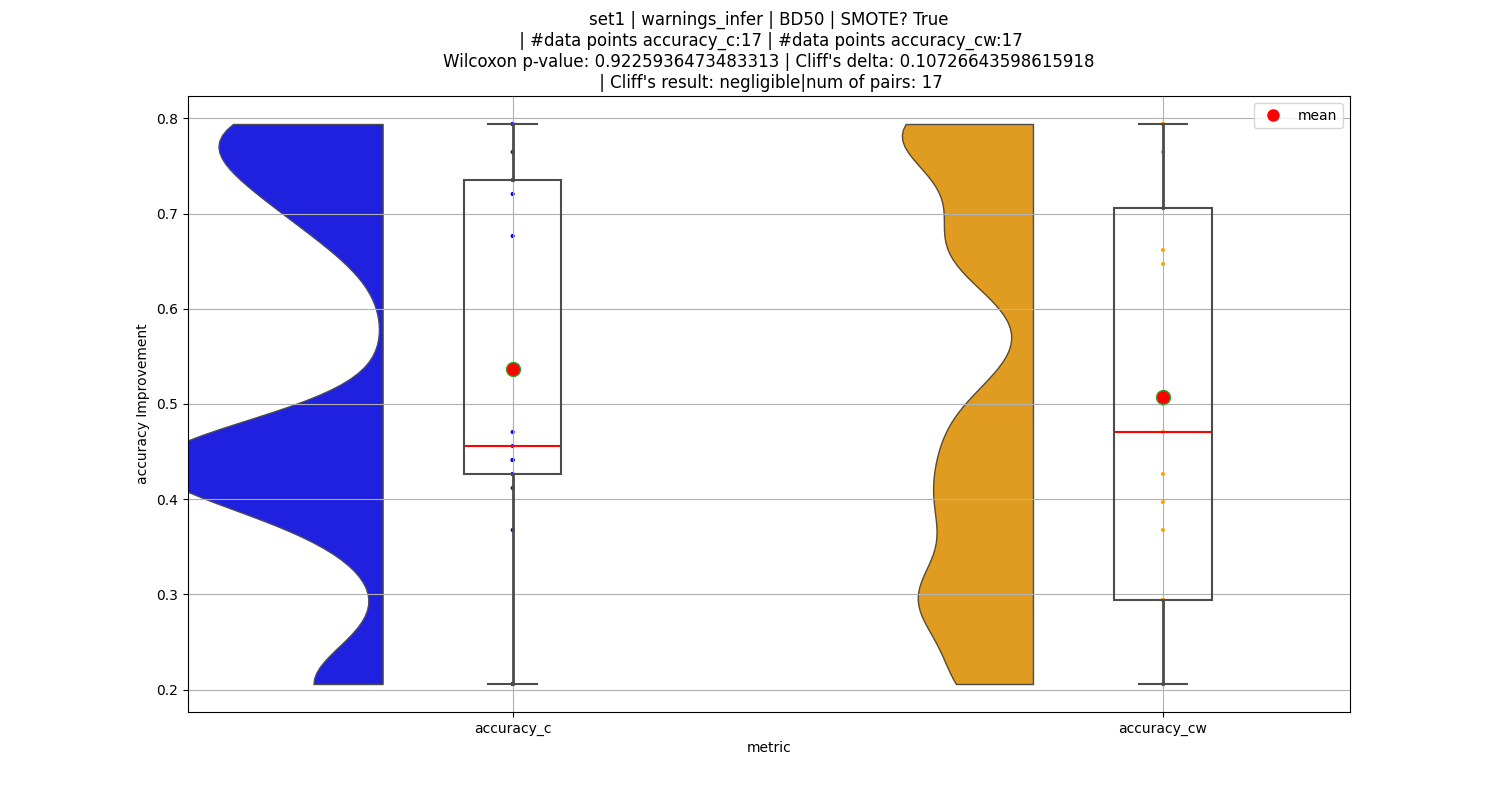 set1 | warnings_infer | BD50 | SMOTE? True
| #data points accuracy_c:17 | #data points accuracy_cw:17
Wilcoxon p-value: 0.9225936473483313 | Cliff's delta: 0.10726643598615918
| Cliff's result: negligible|num of pairs: 17
mean
0.8
0.7
0.6
0.5
0.4
0.3
0.2
accuracy Improvement
accuracy_c
accuracy_cw
metric